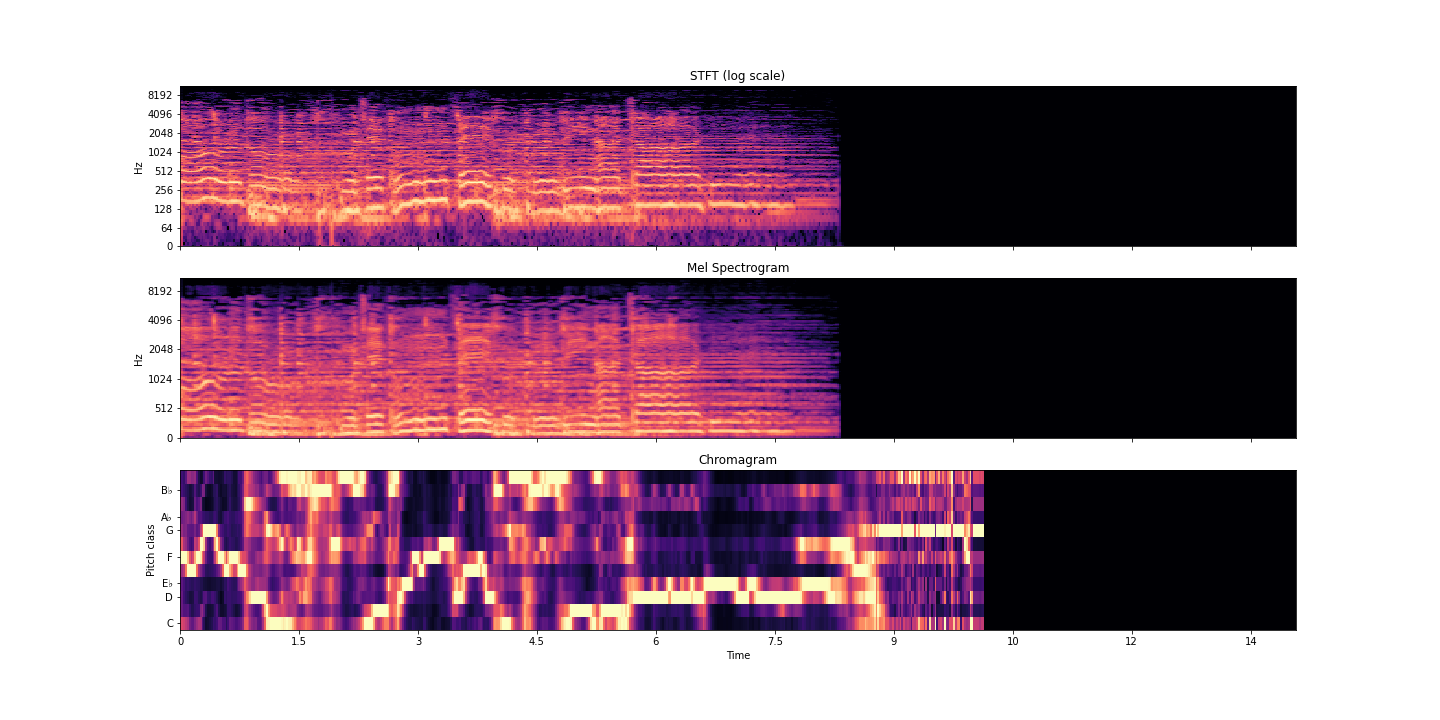 STFT (log scale)
8192
4096
2048
1024
512
256
128
64
0
Hz
Mel Spectrogram
8192
4096
2048
1024
512
0
Hz
Chromagram
B♭
A♭
G
F
E♭
D
C
Pitch class
0 1.5 3 4.5 6 7.5 9 10 12 14
Time